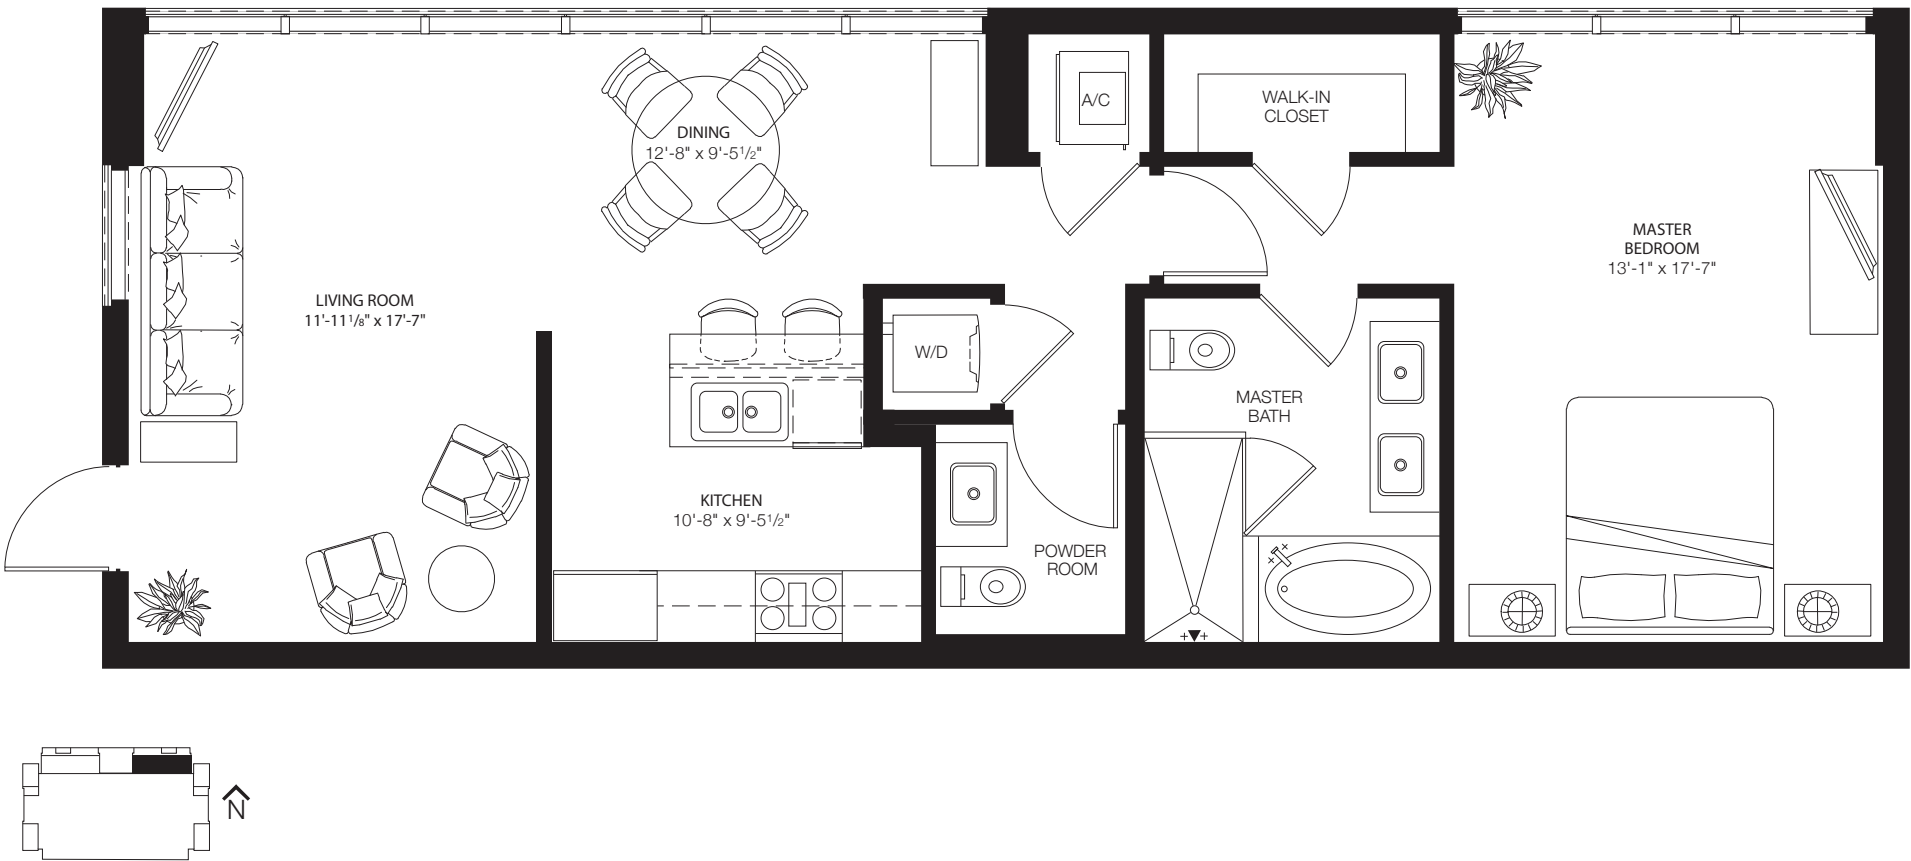 A/C
WALK-IN
CLOSET
DINING
12'-8" x 9'-5 1/2"
MASTER
BEDROOM
13'-1" x 17'-7"
LIVING ROOM
11'-11 1/8" x 17'-7"
W/D
MASTER
BATH
KITCHEN
10'-8" x 9'-5 1/2"
POWDER
ROOM
N